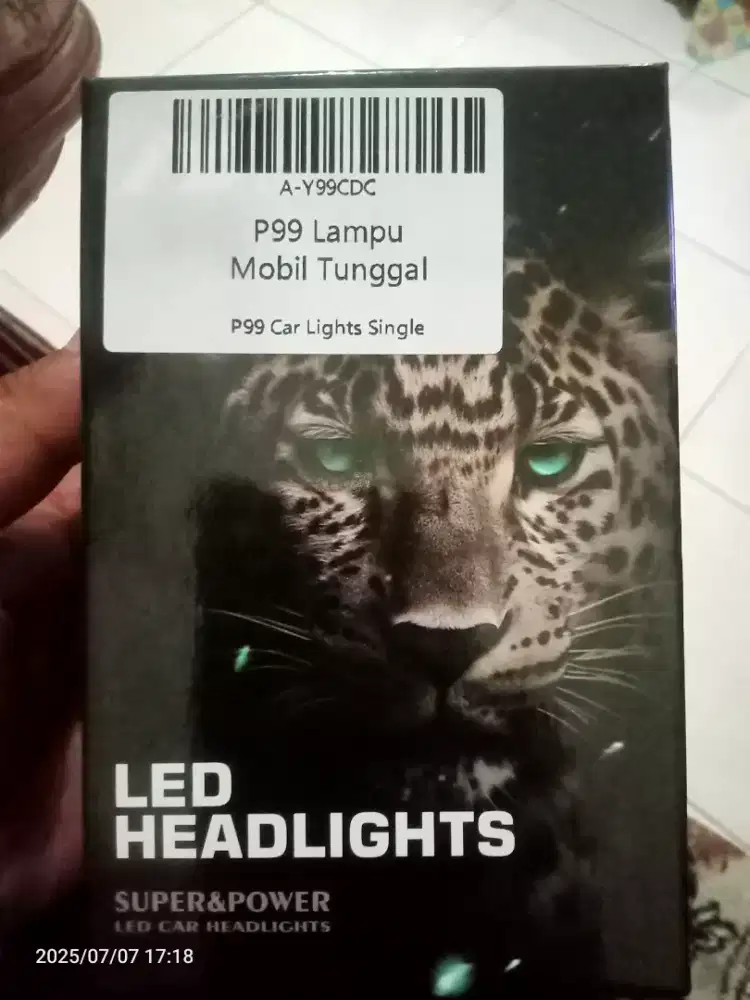 A-Y99CDC
P99 Lampu
Mobil Tunggal
P99 Car Lights Single
LED
HEADLIGHTS
SUPER&POWER
LED CAR HEADLIGHTS
2025/07/07 17:18